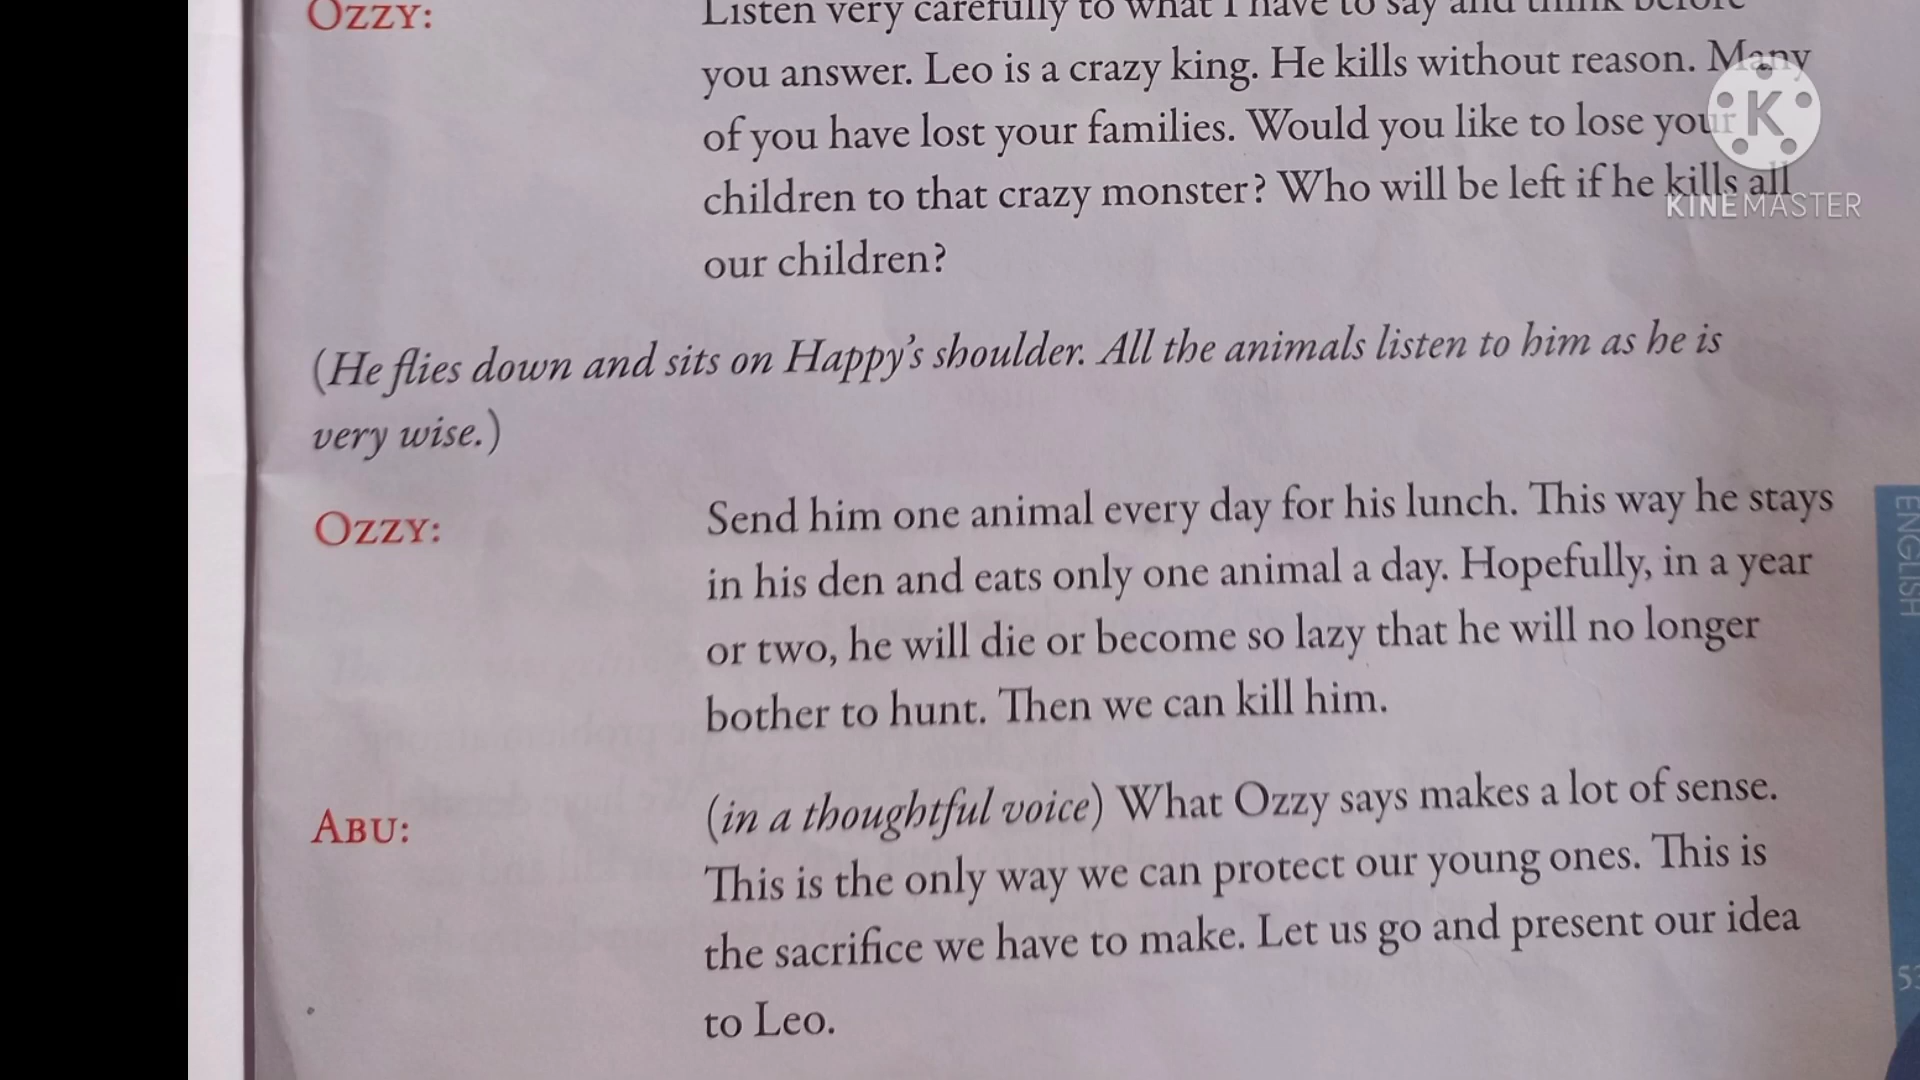 OZZY: Listen very carefully to what I have to say and think before
you answer. Leo is a crazy king. He kills without reason. Many
of you have lost your families. Would you like to lose your
children to that crazy monster? Who will be left if he kills all
our children?
K
KINEMASTER
(He flies down and sits on Happy's shoulder. All the animals listen to him as he is
very wise.)
OZZY: Send him one animal every day for his lunch. This way he stays
in his den and eats only one animal a day. Hopefully, in a year
or two, he will die or become so lazy that he will no longer
bother to hunt. Then we can kill him.
ABU: (in a thoughtful voice) What Ozzy says makes a lot of sense.
This is the only way we can protect our young ones. This is
the sacrifice we have to make. Let us go and present our idea
to Leo.
ENGLISH
53